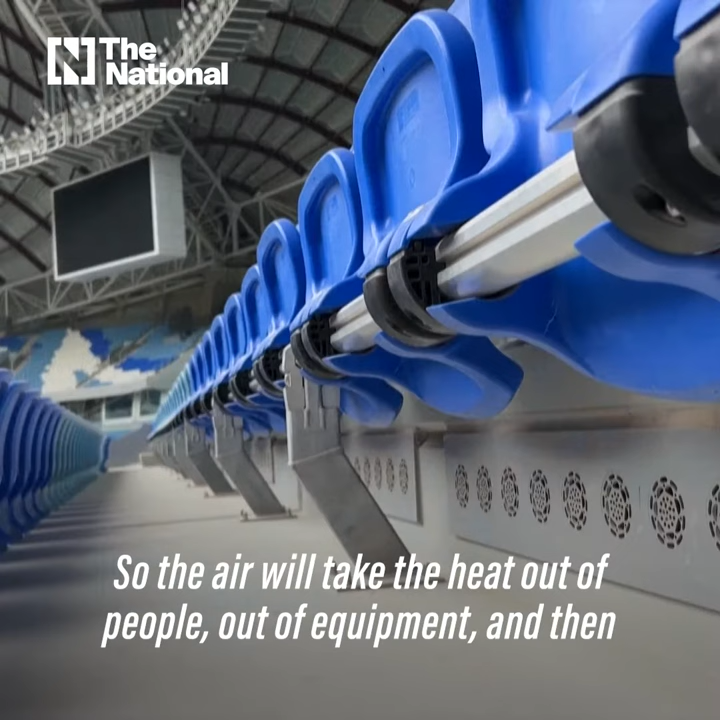 The
National
So the air will take the heat out of
people, out of equipment, and then